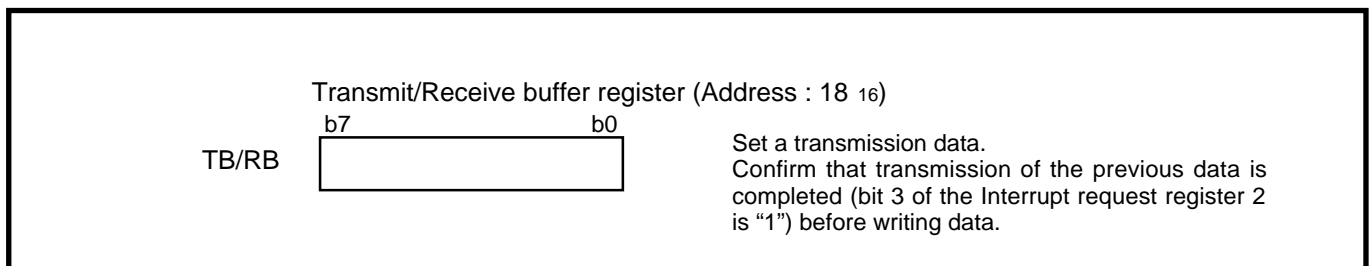 Transmit/Receive buffer register (Address : 18 16)
b7 b0
TB/RB
Set a transmission data.
Confirm that transmission of the previous data is
completed (bit 3 of the Interrupt request register 2
is “1”) before writing data.